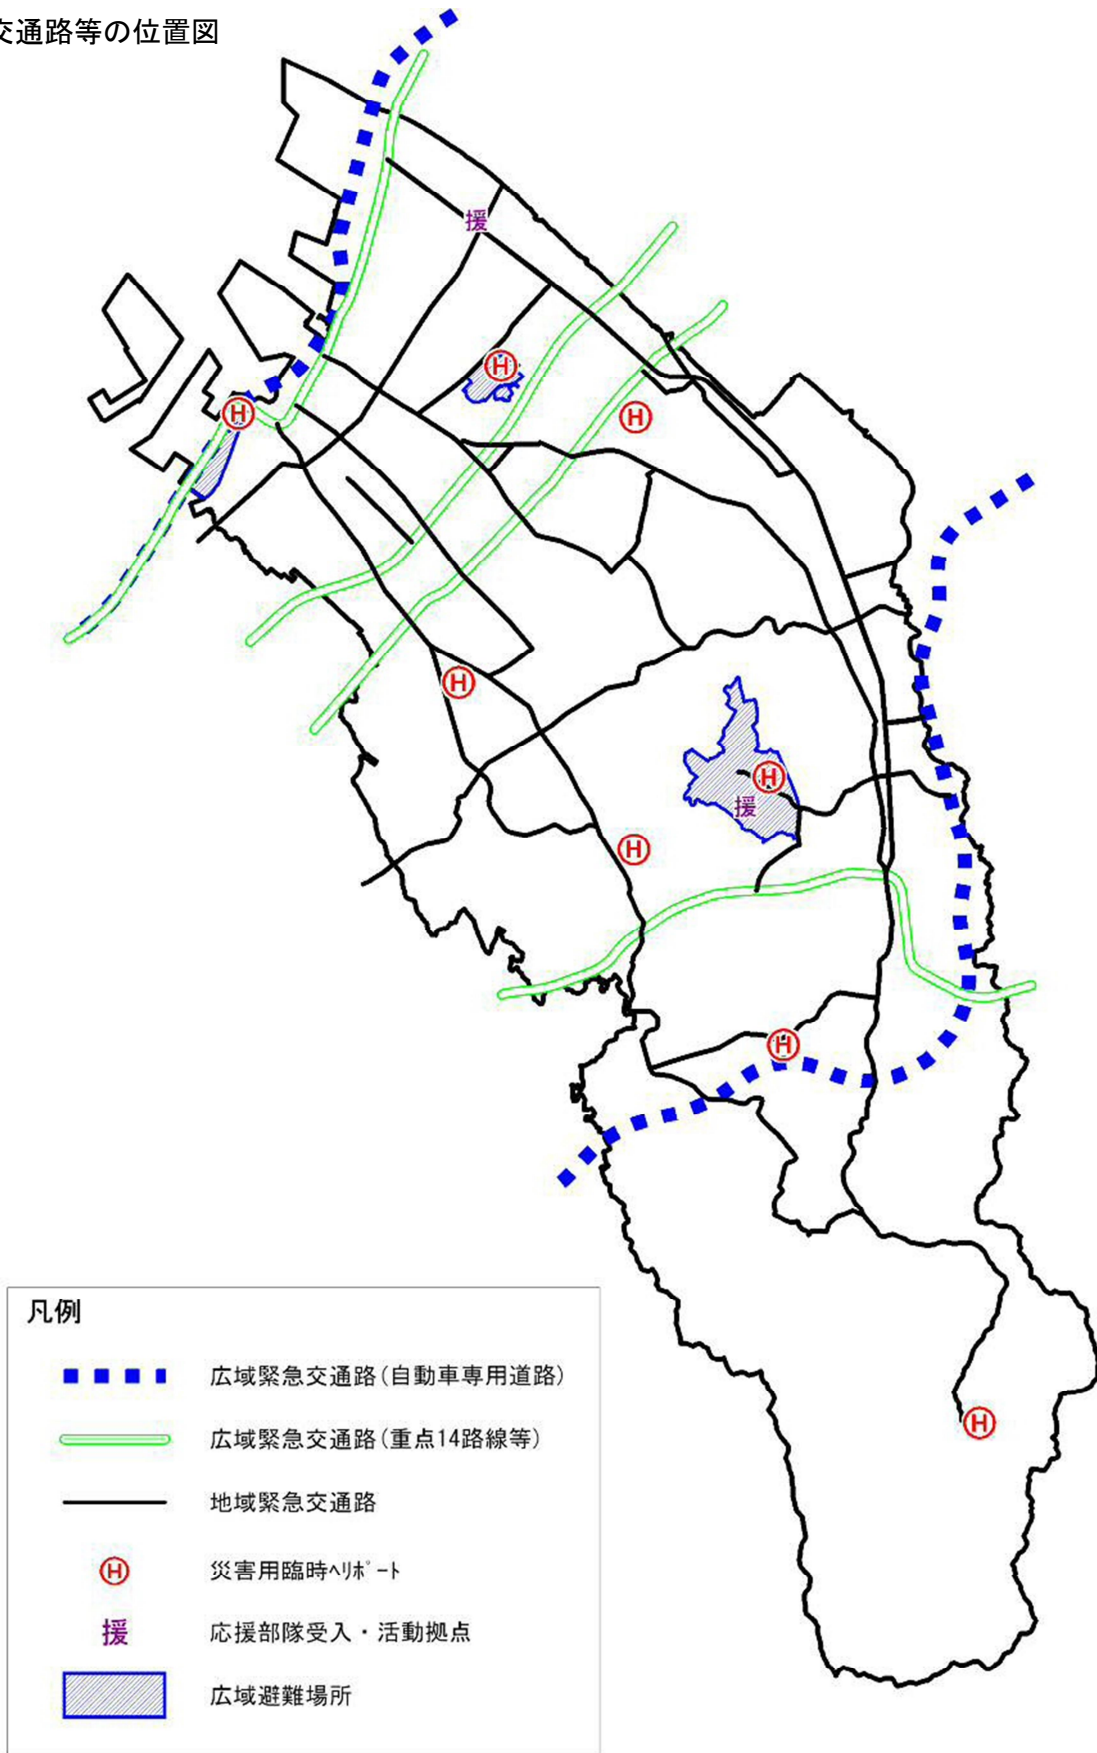 交通路等の位置図
援
H
H
H
H
H
援
H
H
H
凡例
広域緊急交通路(自動車専用道路)
広域緊急交通路(重点14路線等)
地域緊急交通路
H 災害用臨時ﾍﾘﾎﾟｰﾄ
援 応援部隊受入・活動拠点
広域避難場所